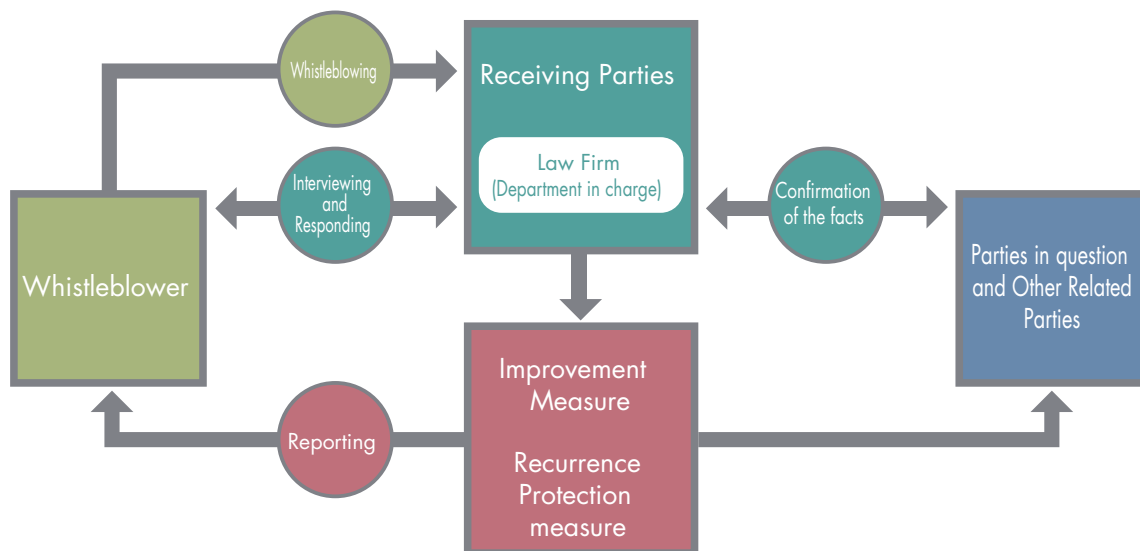 Whistleblowing
Receiving Parties
Law Firm
(Department in charge)
Interviewing
and
Responding
Confirmation
of the facts
Whistleblower
Parties in question
and Other Related
Parties
Improvement
Measure
Recurrence
Protection
measure
Reporting